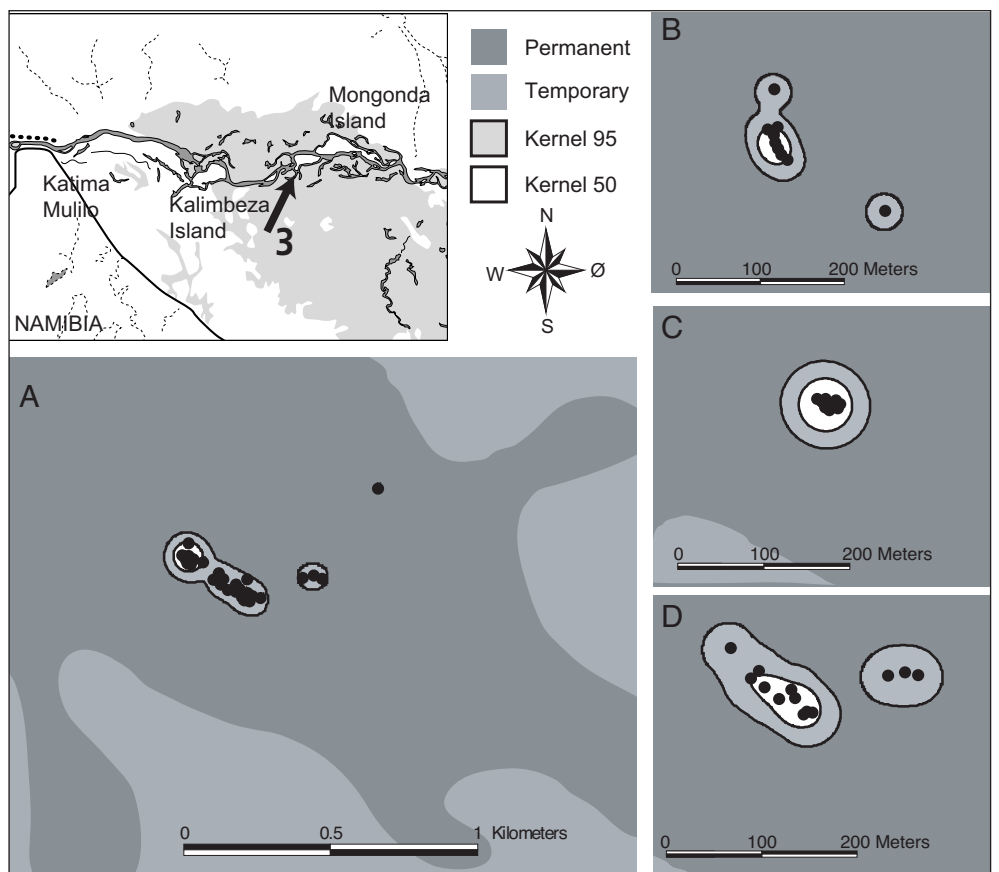 Mongonda
Island
Katima
Mulilo
Kalimbeza
Island
3
NAMIBIA
Permanent
Temporary
Kernel 95
Kernel 50
N
W
Ø
S
B
0 100 200 Meters
C
0 100 200 Meters
A
0 0.5 1 Kilometers
D
0 100 200 Meters